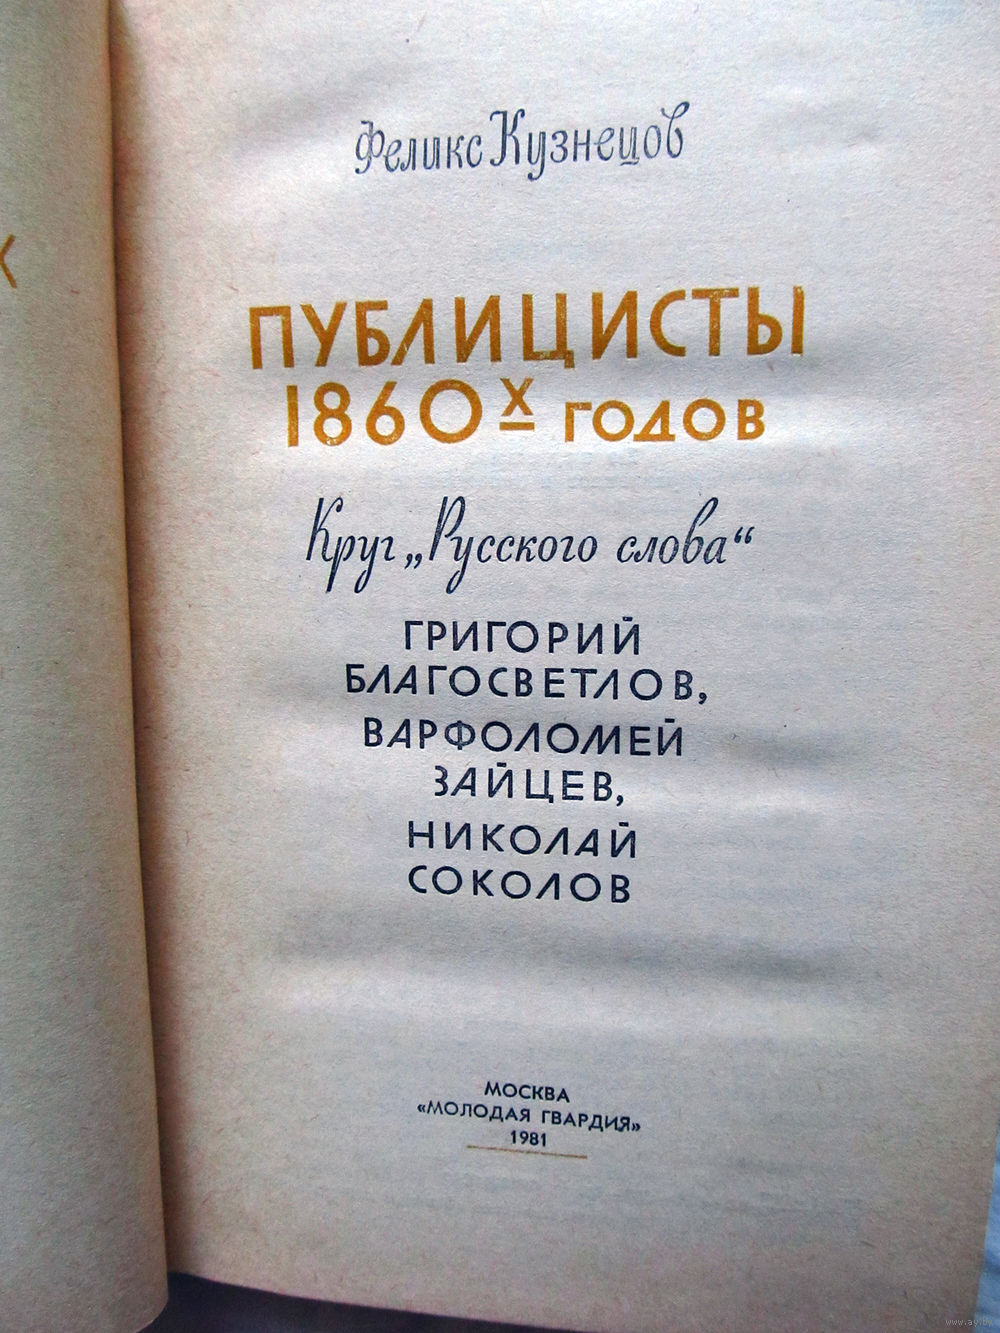 Феликс Кузнецов
ПУБЛИЦИСТЫ
1860х годов
Круг „Русского слова“
ГРИГОРИЙ
БЛАГОСВЕТЛОВ,
ВАРФОЛОМЕЙ
ЗАЙЦЕВ,
НИКОЛАЙ
СОКОЛОВ
МОСКВА
«МОЛОДАЯ ГВАРДИЯ»
1981